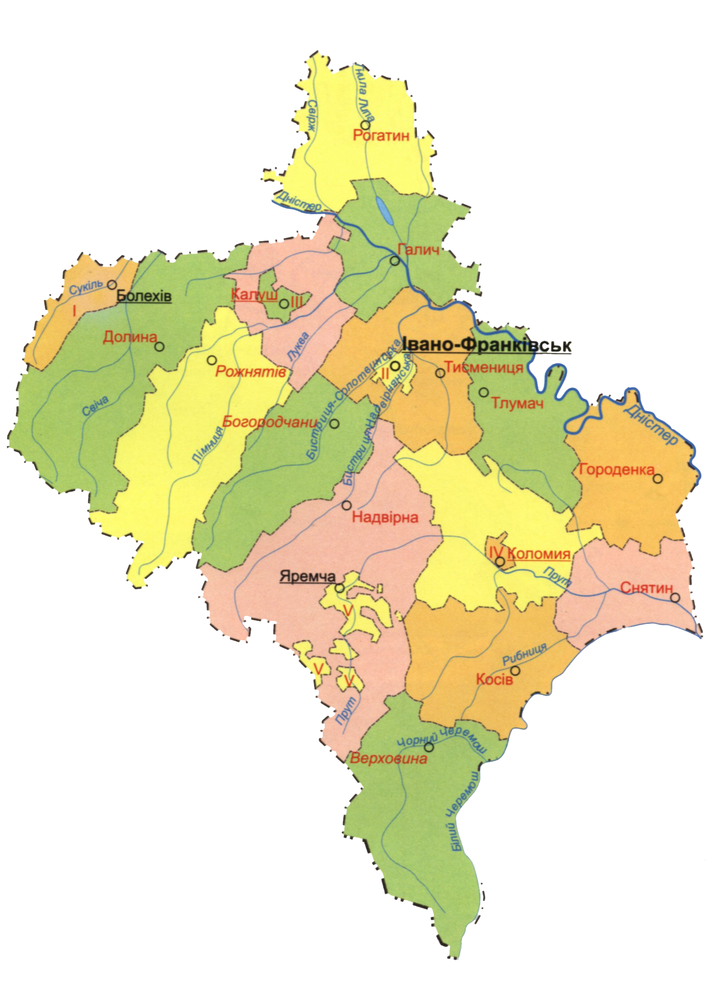 Гнила Липа
Свірж
Рогатин
Дністер
Галич
Сукіль
Болехів
I
Калуш
III
Долина
Луква
Івано-Франківськ
II
Тисмениця
Рожнятів
Тлумач
Свіча
Дністер
Богородчани
Бистриця-Солотвинська
Бистриця-Надвірнянська
Лімниця
Городенка
Надвірна
IV
Коломия
Прут
Яремча
Снятин
V
Рибниця
V
V
Косів
Прут
Чорний Черемош
Верховина
Білий Черемош